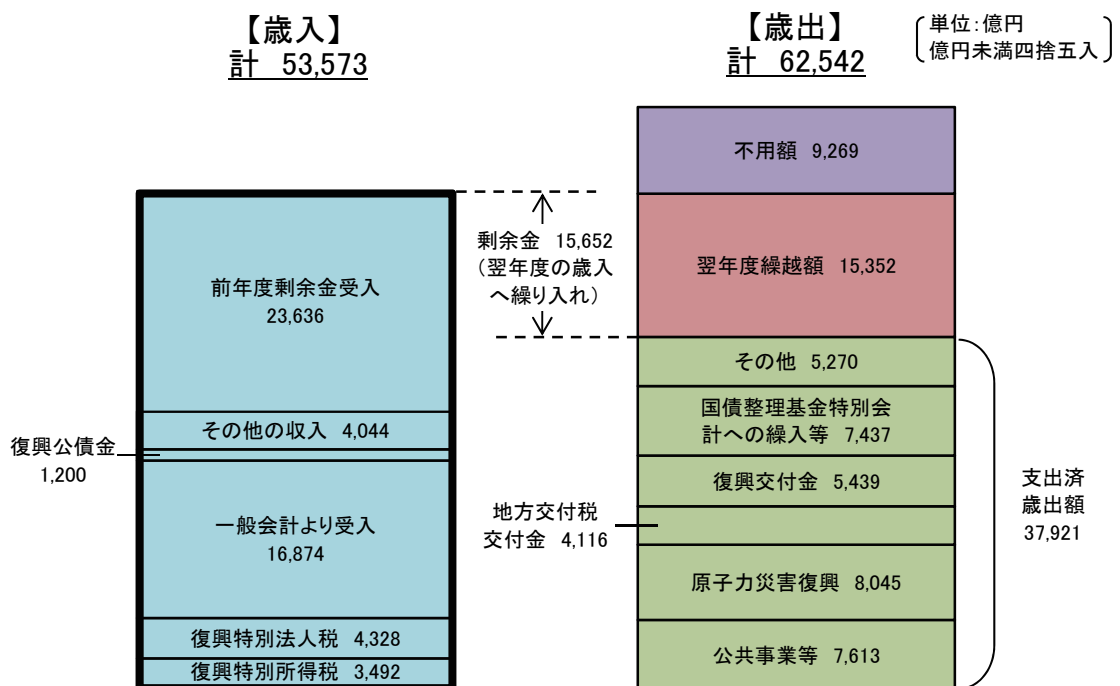 【歳入】
計 53,573
【歳出】
計 62,542
単位:億円
億円未満四捨五入
前年度剰余金受入
23,636
その他の収入 4,044
復興公債金
1,200
一般会計より受入
16,874
復興特別法人税 4,328
復興特別所得税 3,492
剰余金 15,652
(翌年度の歳入
へ繰り入れ)
不用額 9,269
翌年度繰越額 15,352
その他 5,270
国債整理基金特別会
計への繰入等 7,437
復興交付金 5,439
地方交付税
交付金 4,116
原子力災害復興 8,045
公共事業等 7,613
支出済
歳出額
37,921